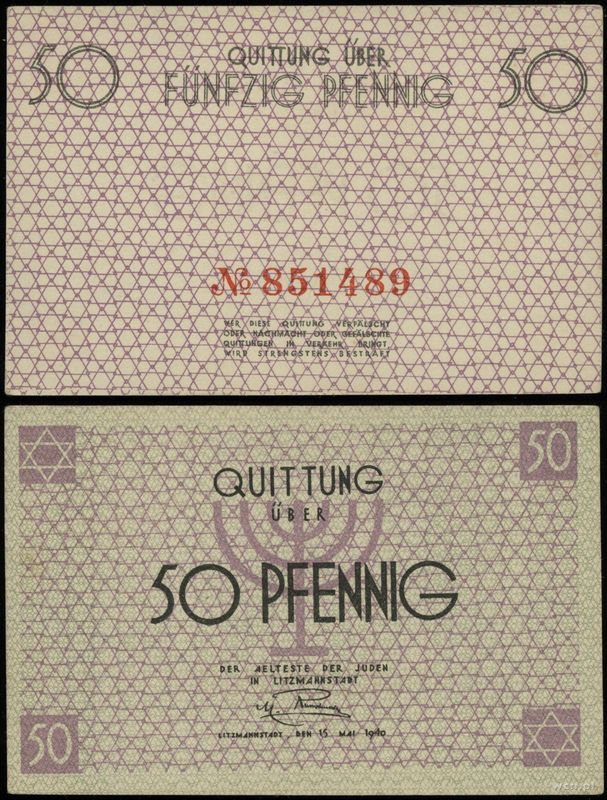 50
QUITTUNG ÜBER
FÜNFZIG PFENNIG
50
№ 851489
WER DIESE QUITTUNG VERFÄLSCHT
ODER NACHMACHT ODER GEFÄLSCHTE
QUITTUNGEN IN VERKEHR BRINGT,
WIRD STRENGSTENS BESTRAFT
50
QUITTUNG
ÜBER
50 PFENNIG
DER AELTESTE DER JUDEN
IN LITZMANNSTADT
LITZMANNSTADT, DEN 15. MAI 1940
50